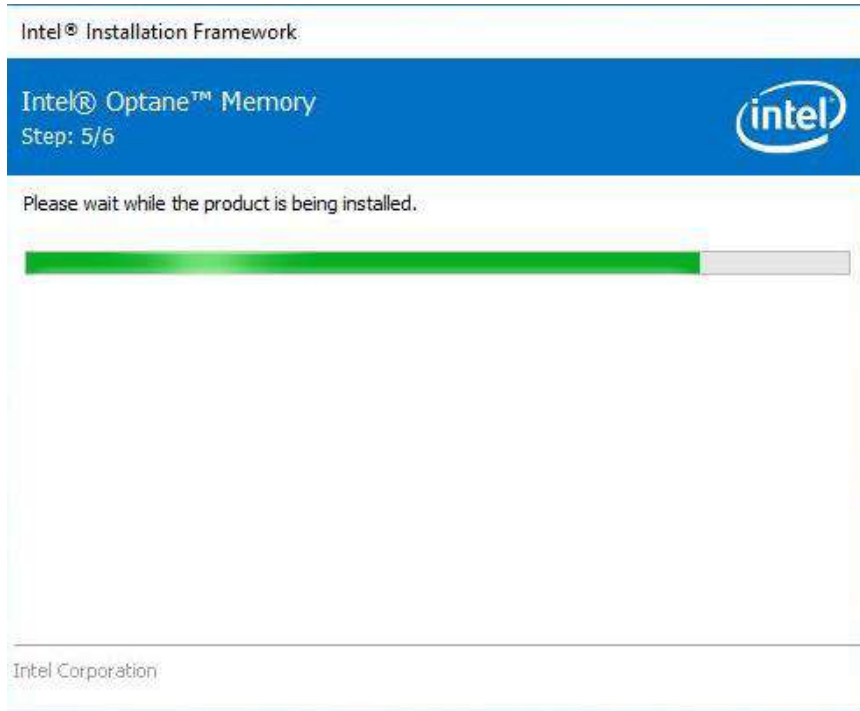 Intel® Installation Framework
Intel® Optane™ Memory
intel
Step: 5/6
Please wait while the product is being installed.
Intel Corporation